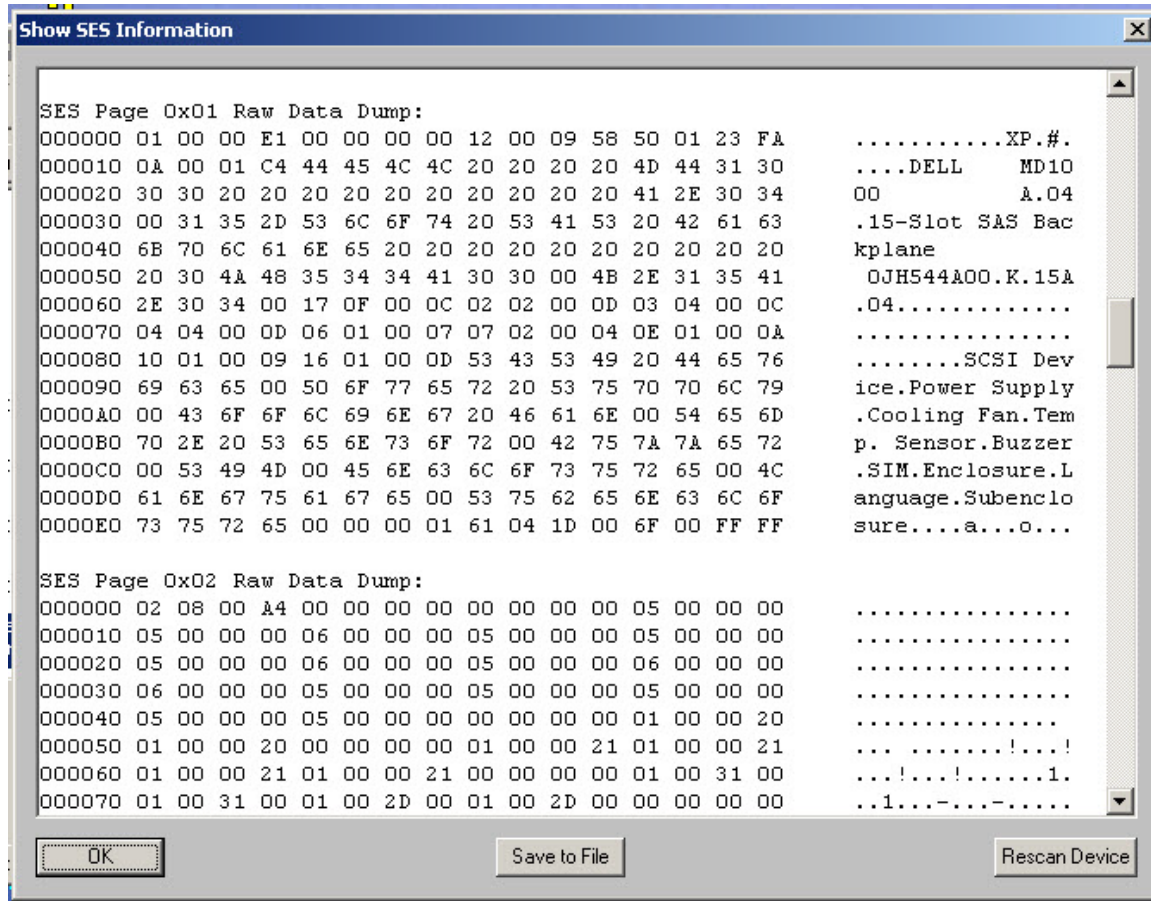 Show SES Information
SES Page 0x01 Raw Data Dump:
000000 01 00 00 E1 00 00 00 00 12 00 09 58 50 01 23 FA ............XP.#.
000010 0A 00 01 C4 44 45 4C 4C 20 20 20 20 4D 44 31 30 ....DELL    MD10
000020 30 30 20 20 20 20 20 20 20 20 20 20 41 2E 30 34 00          A.04
000030 00 31 35 2D 53 6C 6F 74 20 53 41 53 20 42 61 63 .15-Slot SAS Bac
000040 6B 70 6C 61 6E 65 20 20 20 20 20 20 20 20 20 20 kplane
000050 20 30 4A 48 35 34 34 41 30 30 00 4B 2E 31 35 41  0JH544A00.K.15A
000060 2E 30 34 00 17 0F 00 0C 02 02 00 0D 03 04 00 0C .04.............
000070 04 04 00 0D 06 01 00 07 07 02 00 04 0E 01 00 0A ................
000080 10 01 00 09 16 01 00 0D 53 43 53 49 20 44 65 76 ........SCSI Dev
000090 69 63 65 00 50 6F 77 65 72 20 53 75 70 70 6C 79 ice.Power Supply
0000A0 00 43 6F 6F 6C 69 6E 67 20 46 61 6E 00 54 65 6D .Cooling Fan.Tem
0000B0 70 2E 20 53 65 6E 73 6F 72 00 42 75 7A 7A 65 72 p. Sensor.Buzzer
0000C0 00 53 49 4D 00 45 6E 63 6C 6F 73 75 72 65 00 4C .SIM.Enclosure.L
0000D0 61 6E 67 75 61 67 65 00 53 75 62 65 6E 63 6C 6F anguage.Subenclo
0000E0 73 75 72 65 00 00 00 01 61 04 1D 00 6F 00 FF FF sure....a...o...
SES Page 0x02 Raw Data Dump:
000000 02 08 00 A4 00 00 00 00 00 00 00 00 05 00 00 00 ................
000010 05 00 00 00 06 00 00 00 05 00 00 00 05 00 00 00 ................
000020 05 00 00 00 06 00 00 00 05 00 00 00 06 00 00 00 ................
000030 06 00 00 00 05 00 00 00 05 00 00 00 05 00 00 00 ................
000040 05 00 00 00 05 00 00 00 00 00 00 00 01 00 00 20 ...............
000050 01 00 00 20 00 00 00 00 01 00 00 21 01 00 00 21 ... .......!...!
000060 01 00 00 21 01 00 00 21 00 00 00 00 01 00 31 00 ...!...!......1.
000070 01 00 31 00 01 00 2D 00 01 00 2D 00 00 00 00 00 ..1...-...-.....
OK
Save to File
Rescan Device